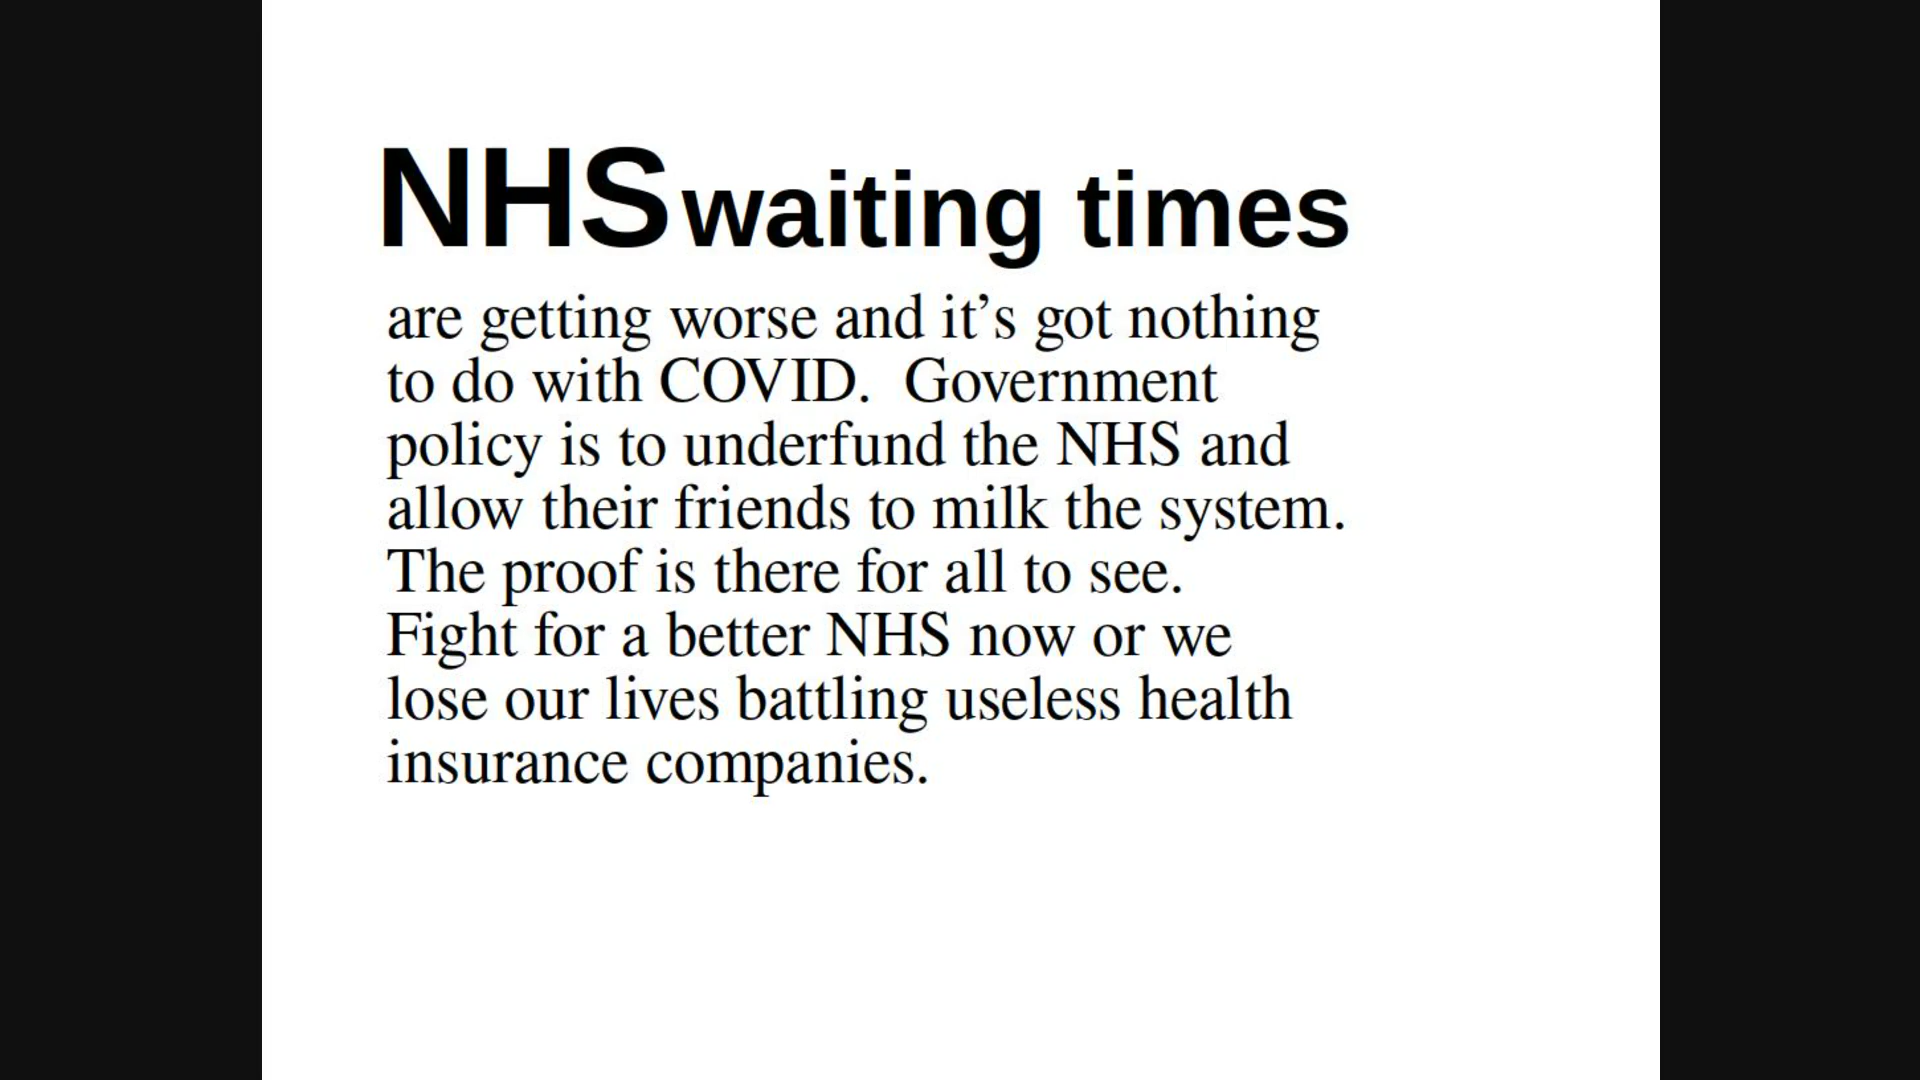 NHS waiting times
are getting worse and it’s got nothing
to do with COVID.  Government
policy is to underfund the NHS and
allow their friends to milk the system.
The proof is there for all to see.
Fight for a better NHS now or we
lose our lives battling useless health
insurance companies.